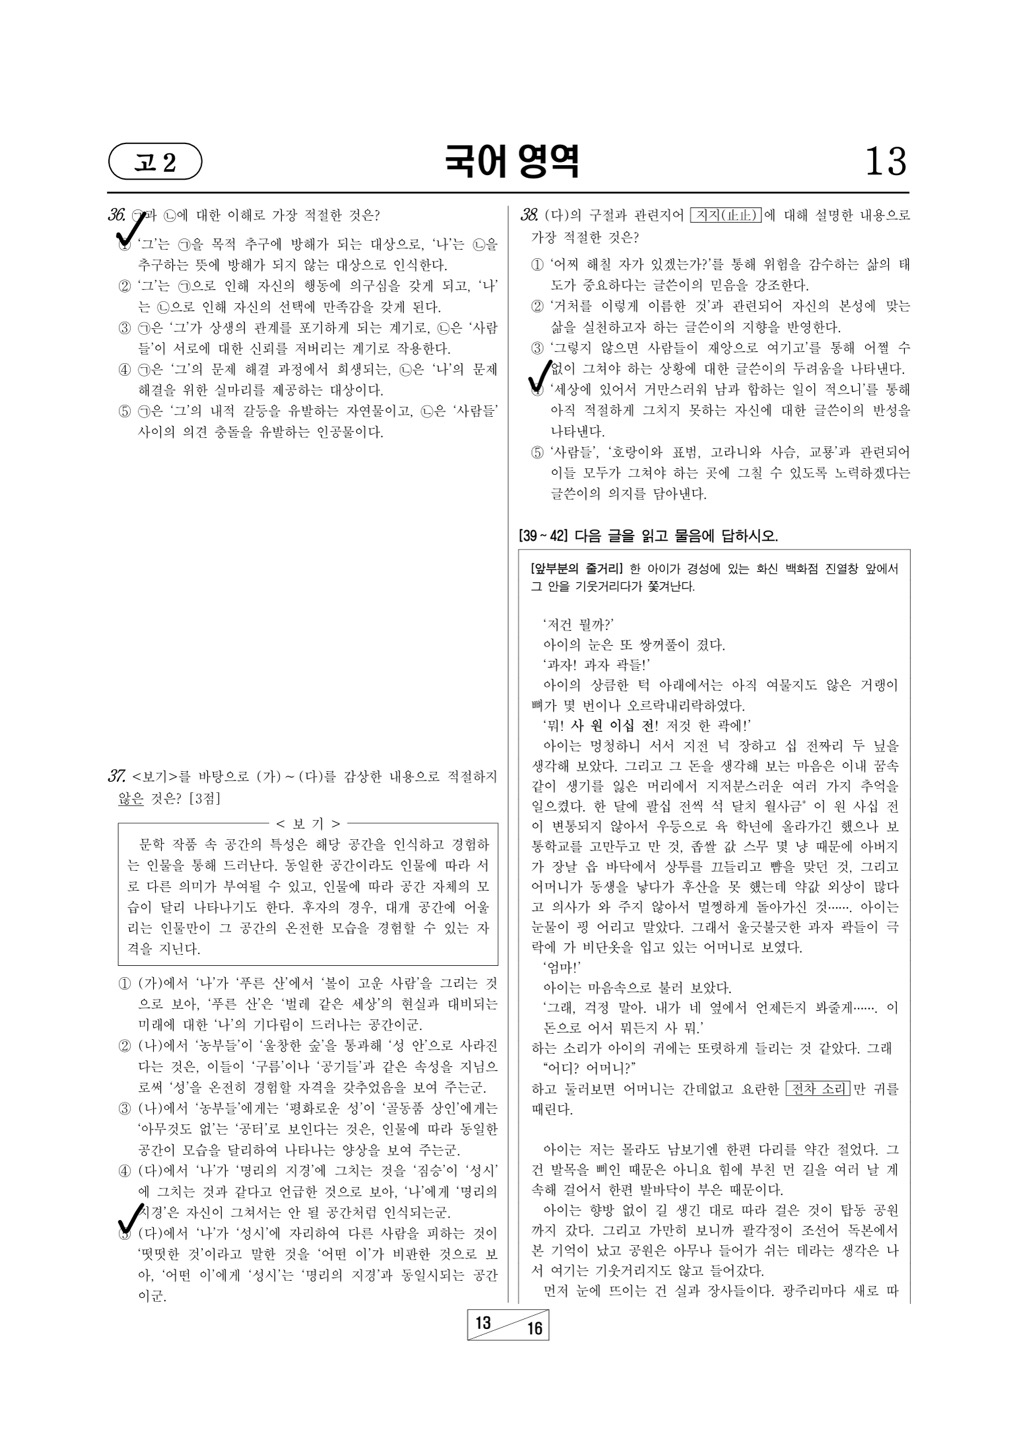 고 2
국어 영역
13
36. ㉠과 ㉡에 대한 이해로 가장 적절한 것은?
① ‘그’는 ㉠을 목적 추구에 방해가 되는 대상으로, ‘나’는 ㉡을
추구하는 뜻에 방해가 되지 않는 대상으로 인식한다.
② ‘그’는 ㉠으로 인해 자신의 행동에 의구심을 갖게 되고, ‘나’
는 ㉡으로 인해 자신의 선택에 만족감을 갖게 된다.
③ ㉠은 ‘그’가 상생의 관계를 포기하게 되는 계기로, ㉡은 ‘사람
들’이 서로에 대한 신뢰를 저버리는 계기로 작용한다.
④ ㉠은 ‘그’의 문제 해결 과정에서 희생되는, ㉡은 ‘나’의 문제
해결을 위한 실마리를 제공하는 대상이다.
⑤ ㉠은 ‘그’의 내적 갈등을 유발하는 자연물이고, ㉡은 ‘사람들’
사이의 의견 충돌을 유발하는 인공물이다.
37. <보기>를 바탕으로 (가)~(다)를 감상한 내용으로 적절하지
않은 것은? [3점]
< 보 기 >
문학 작품 속 공간의 특성은 해당 공간을 인식하고 경험하
는 인물을 통해 드러난다. 동일한 공간이라도 인물에 따라 서
로 다른 의미가 부여될 수 있고, 인물에 따라 공간 자체의 모
습이 달리 나타나기도 한다. 후자의 경우, 대개 공간에 어울
리는 인물만이 그 공간의 온전한 모습을 경험할 수 있는 자
격을 지닌다.
① (가)에서 ‘나’가 ‘푸른 산’에서 ‘볼이 고운 사람’을 그리는 것
으로 보아, ‘푸른 산’은 ‘벌레 같은 세상’의 현실과 대비되는
미래에 대한 ‘나’의 기다림이 드러나는 공간이군.
② (나)에서 ‘농부들’이 ‘울창한 숲’을 통과해 ‘성 안’으로 사라진
다는 것은, 이들이 ‘구름’이나 ‘공기들’과 같은 속성을 지님으
로써 ‘성’을 온전히 경험할 자격을 갖추었음을 보여 주는군.
③ (나)에서 ‘농부들’에게는 ‘평화로운 성’이 ‘골동품 상인’에게는
‘아무것도 없’는 ‘공터’로 보인다는 것은, 인물에 따라 동일한
공간이 모습을 달리하여 나타나는 양상을 보여 주는군.
④ (다)에서 ‘나’가 ‘명리의 지경’에 그치는 것을 ‘짐승’이 ‘성시’
에 그치는 것과 같다고 언급한 것으로 보아, ‘나’에게 ‘명리의
지경’은 자신이 그쳐서는 안 될 공간처럼 인식되는군.
⑤ (다)에서 ‘나’가 ‘성시’에 자리하여 다른 사람을 피하는 것이
‘떳떳한 것’이라고 말한 것을 ‘어떤 이’가 비판한 것으로 보
아, ‘어떤 이’에게 ‘성시’는 ‘명리의 지경’과 동일시되는 공간
이군.
38. (다)의 구절과 관련지어 지지(止止)에 대해 설명한 내용으로
가장 적절한 것은?
① ‘어찌 해칠 자가 있겠는가?’를 통해 위험을 감수하는 삶의 태
도가 중요하다는 글쓴이의 믿음을 강조한다.
② ‘거처를 이렇게 이름한 것’과 관련되어 자신의 본성에 맞는
삶을 실천하고자 하는 글쓴이의 지향을 반영한다.
③ ‘그렇지 않으면 사람들이 재앙으로 여기고’를 통해 어쩔 수
없이 그쳐야 하는 상황에 대한 글쓴이의 두려움을 나타낸다.
④ ‘세상에 있어서 거만스러워 남과 합하는 일이 적으니’를 통해
아직 적절하게 그치지 못하는 자신에 대한 글쓴이의 반성을
나타낸다.
⑤ ‘사람들’, ‘호랑이와 표범, 고라니와 사슴, 교룡’과 관련되어
이들 모두가 그쳐야 하는 곳에 그칠 수 있도록 노력하겠다는
글쓴이의 의지를 담아낸다.
[39~42] 다음 글을 읽고 물음에 답하시오.
[앞부분의 줄거리] 한 아이가 경성에 있는 화신 백화점 진열창 앞에서
그 안을 기웃거리다가 쫓겨난다.
‘저건 뭘까?’
아이의 눈은 또 쌍꺼풀이 졌다.
‘과자! 과자 곽들!’
아이의 상큼한 턱 아래에서는 아직 여물지도 않은 거랭이
뼈가 몇 번이나 오르락내리락하였다.
‘뭐! 사 원 이십 전! 저것 한 곽에!’
아이는 멍청하니 서서 지전 넉 장하고 십 전짜리 두 닢을
생각해 보았다. 그리고 그 돈을 생각해 보는 마음은 이내 꿈속
같이 생기를 잃은 머리에서 지저분스러운 여러 가지 추억을
일으켰다. 한 달에 팔십 전씩 석 달치 월사금* 이 원 사십 전
이 변통되지 않아서 우등으로 육 학년에 올라가긴 했으나 보
통학교를 고만두고 만 것, 좁쌀 값 스무 몇 냥 때문에 아버지
가 장날 읍 바닥에서 상투를 끄들리고 뺨을 맞던 것, 그리고
어머니가 동생을 낳다가 후산을 못 했는데 약값 외상이 많다
고 의사가 와 주지 않아서 멀쩡하게 돌아가신 것……. 아이는
눈물이 핑 어리고 말았다. 그래서 울긋불긋한 과자 곽들이 극
락에 가 비단옷을 입고 있는 어머니로 보였다.
‘엄마!’
아이는 마음속으로 불러 보았다.
‘그래, 걱정 말아. 내가 네 옆에서 언제든지 봐줄게……. 이
돈으로 어서 뭐든지 사 뭐.’
하는 소리가 아이의 귀에는 또렷하게 들리는 것 같았다. 그래
“어디? 어머니?”
하고 둘러보면 어머니는 간데없고 요란한 전차 소리만 귀를
때린다.
아이는 저는 몰라도 남보기엔 한편 다리를 약간 절었다. 그
건 발목을 삐인 때문은 아니요 힘에 부친 먼 길을 여러 날 계
속해 걸어서 한편 발바닥이 부은 때문이다.
아이는 향방 없이 길 생긴 대로 따라 걸은 것이 탑동 공원
까지 갔다. 그리고 가만히 보니까 팔각정이 조선어 독본에서
본 기억이 났고 공원은 아무나 들어가 쉬는 데라는 생각은 나
서 여기는 기웃거리지도 않고 들어갔다.
먼저 눈에 뜨이는 건 실과 장사들이다. 광주리마다 새로 따
13
16